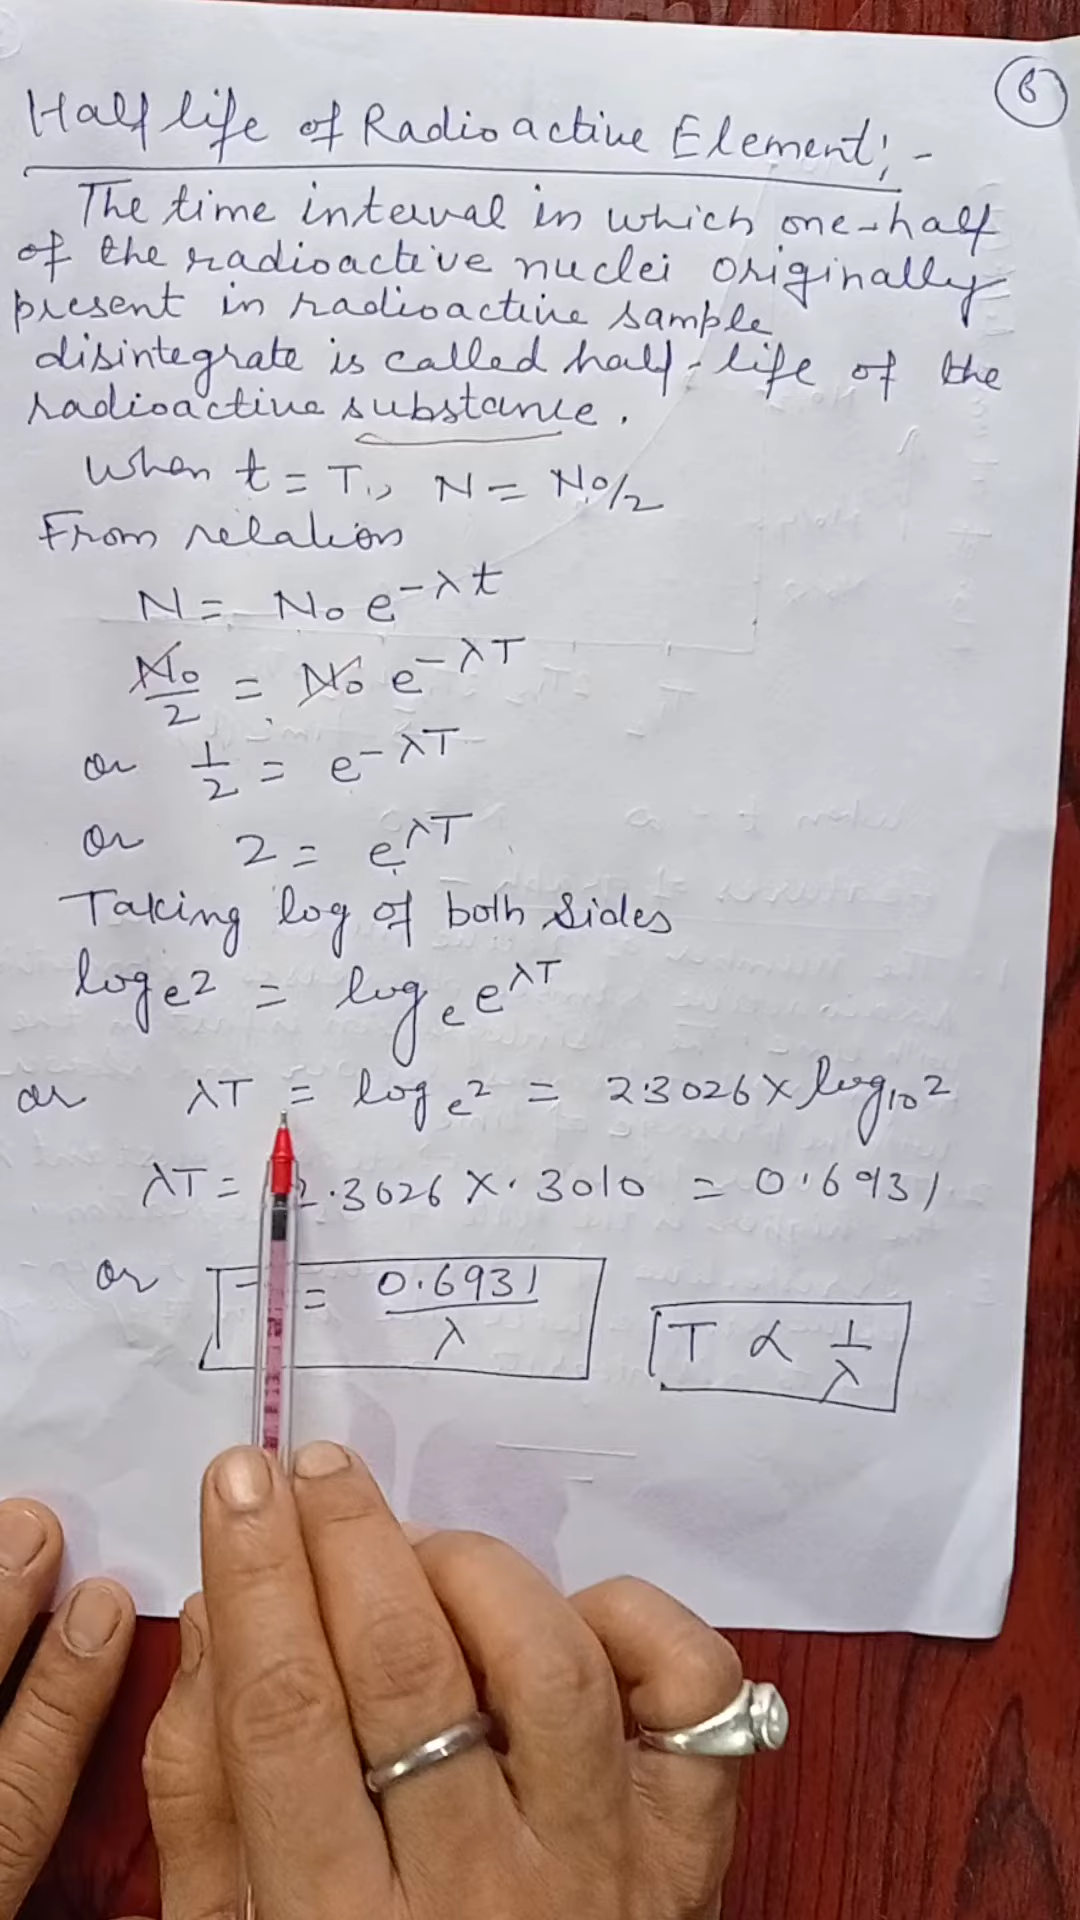 6
Half life of Radioactive Element:-
The time interval in which one-half
of the radioactive nuclei originally
present in radioactive sample
disintegrate is called half-life of the
radioactive substance.
When t = T, N = N₀/2
From relation
N = N₀ e^-λt
N₀/2 = N₀ e^-λT
or 1/2 = e^-λT
or 2 = e^λT
Taking log of both sides
logₑ2 = logₑ e^λT
or λT = logₑ2 = 2.3026 × log₁₀2
λT = 2.3026 × .3010 = 0.6931
or T = 0.6931/λ
T ∝ 1/λ